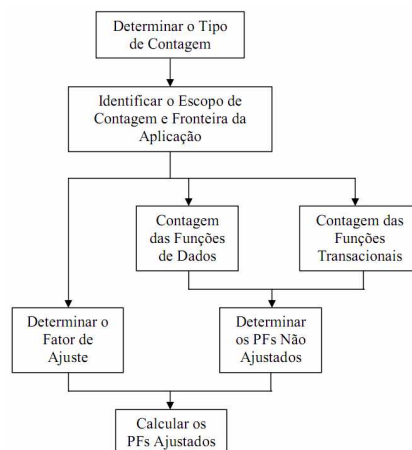 Determinar o Tipo
de Contagem
Identificar o Escopo de
Contagem e Fronteira da
Aplicação
Contagem
das Funções
de Dados
Contagem das
Funções
Transacionais
Determinar o
Fator de
Ajuste
Determinar
os PFs Não
Ajustados
Calcular os
PFs Ajustados